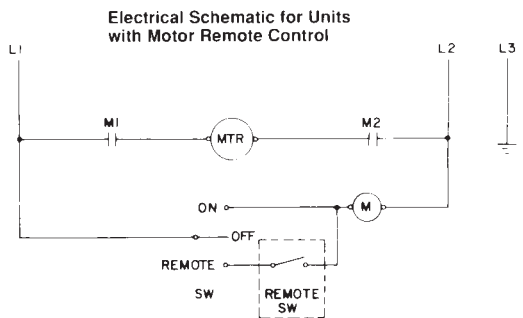 Electrical Schematic for Units
with Motor Remote Control
L1
L2
L3
M1
MTR
M2
ON
M
OFF
REMOTE
SW
REMOTE
SW